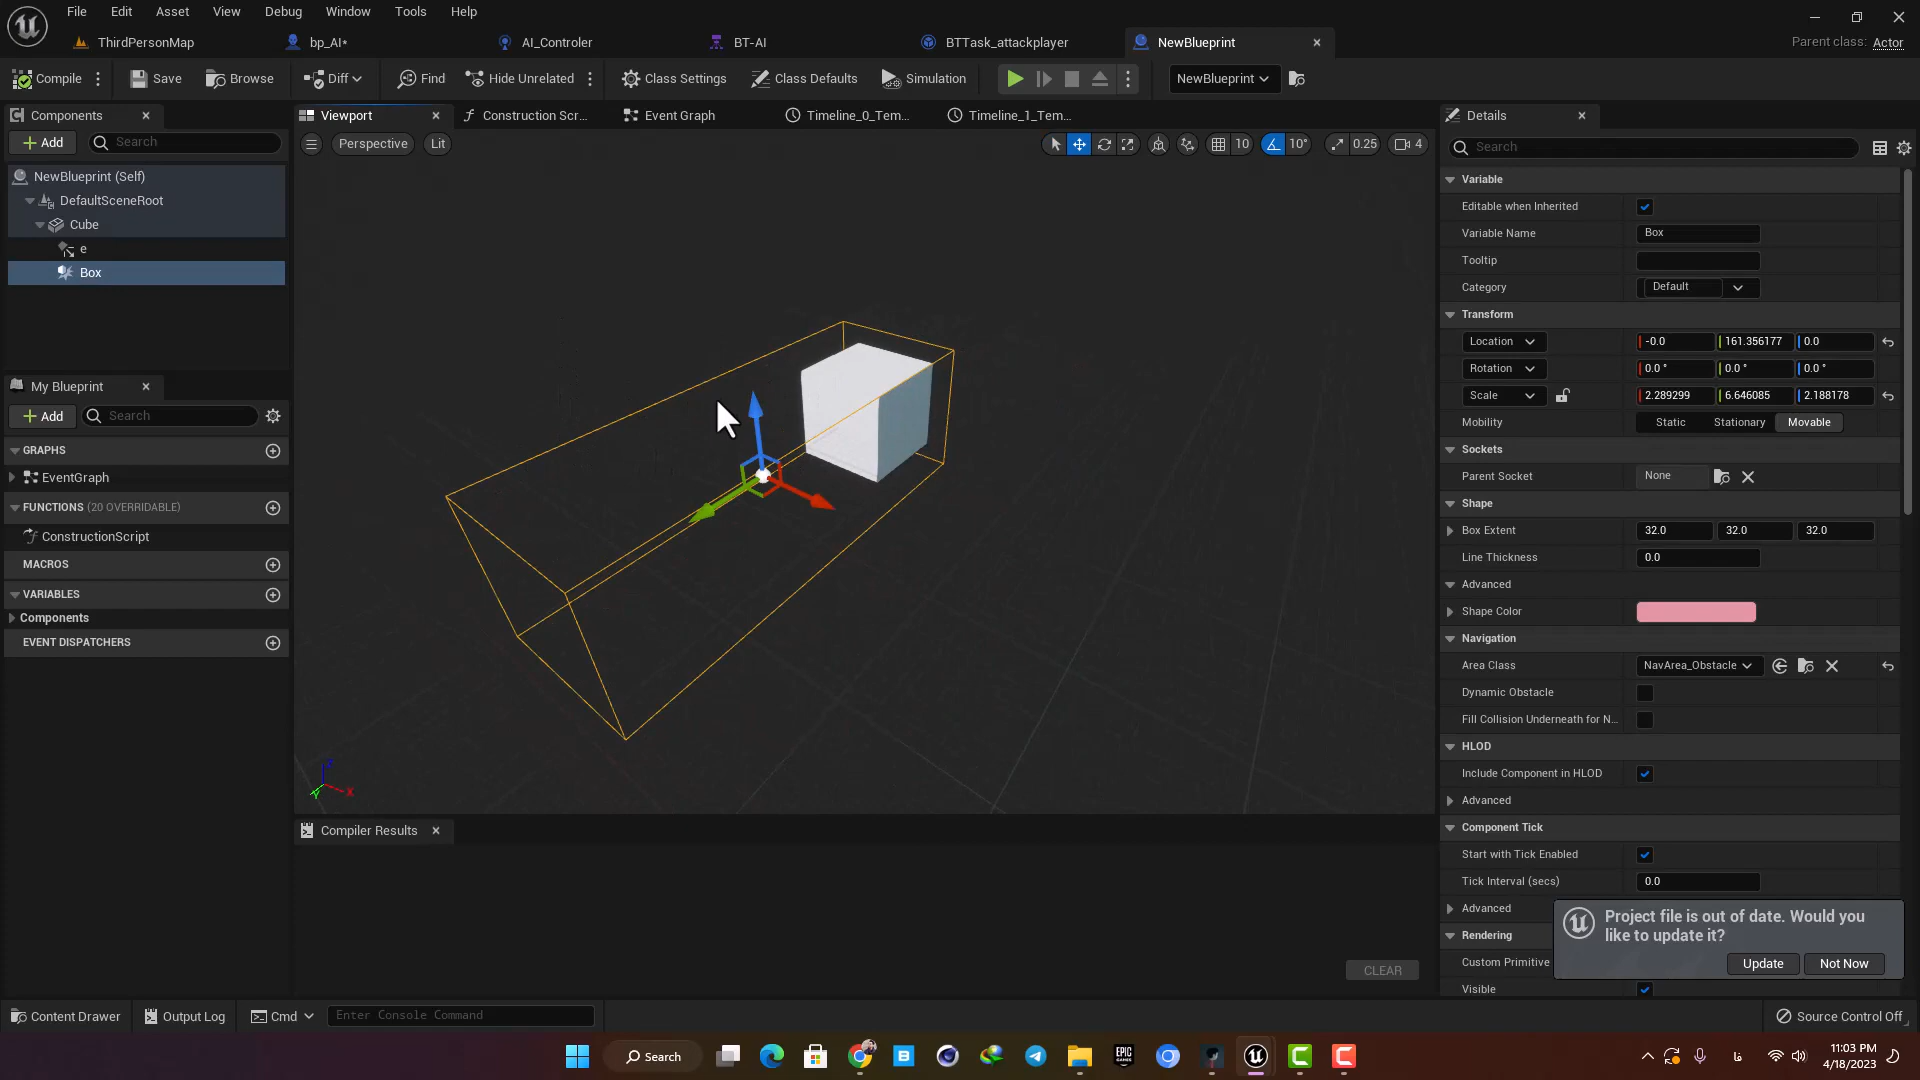 File Edit Asset View Debug Window Tools Help
ThirdPersonMap bp_AI* AI_Controler BT-AI BTTask_attackplayer NewBlueprint Parent class: Actor
Compile Save Browse Diff Find Hide Unrelated Class Settings Class Defaults Simulation NewBlueprint
Components Viewport Construction Scr... Event Graph Timeline_0_Tem... Timeline_1_Tem... Details
Add Search Perspective Lit 10 10° 0.25 4 Search
NewBlueprint (Self)
DefaultSceneRoot
Cube
e
Box
My Blueprint
Add Search
GRAPHS
EventGraph
FUNCTIONS (20 OVERRIDABLE)
ConstructionScript
MACROS
VARIABLES
Components
EVENT DISPATCHERS
Z
X
Y
Compiler Results
CLEAR
Variable
Editable when Inherited
Variable Name Box
Tooltip
Category Default
Transform
Location -0.0 161.356177 0.0
Rotation 0.0 ° 0.0 ° 0.0 °
Scale 2.289299 6.646085 2.188178
Mobility Static Stationary Movable
Sockets
Parent Socket None
Shape
Box Extent 32.0 32.0 32.0
Line Thickness 0.0
Advanced
Shape Color
Navigation
Area Class NavArea_Obstacle
Dynamic Obstacle
Fill Collision Underneath for N...
HLOD
Include Component in HLOD
Advanced
Component Tick
Start with Tick Enabled
Tick Interval (secs) 0.0
Advanced
Rendering
Custom Primitive
Visible
Project file is out of date. Would you
like to update it?
Update Not Now
Content Drawer Output Log Cmd Enter Console Command Source Control Off
Search EPIC GAMES فا 11:03 PM
4/18/2023